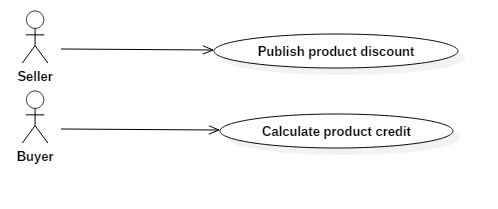 Publish product discount
Seller
Calculate product credit
Buyer